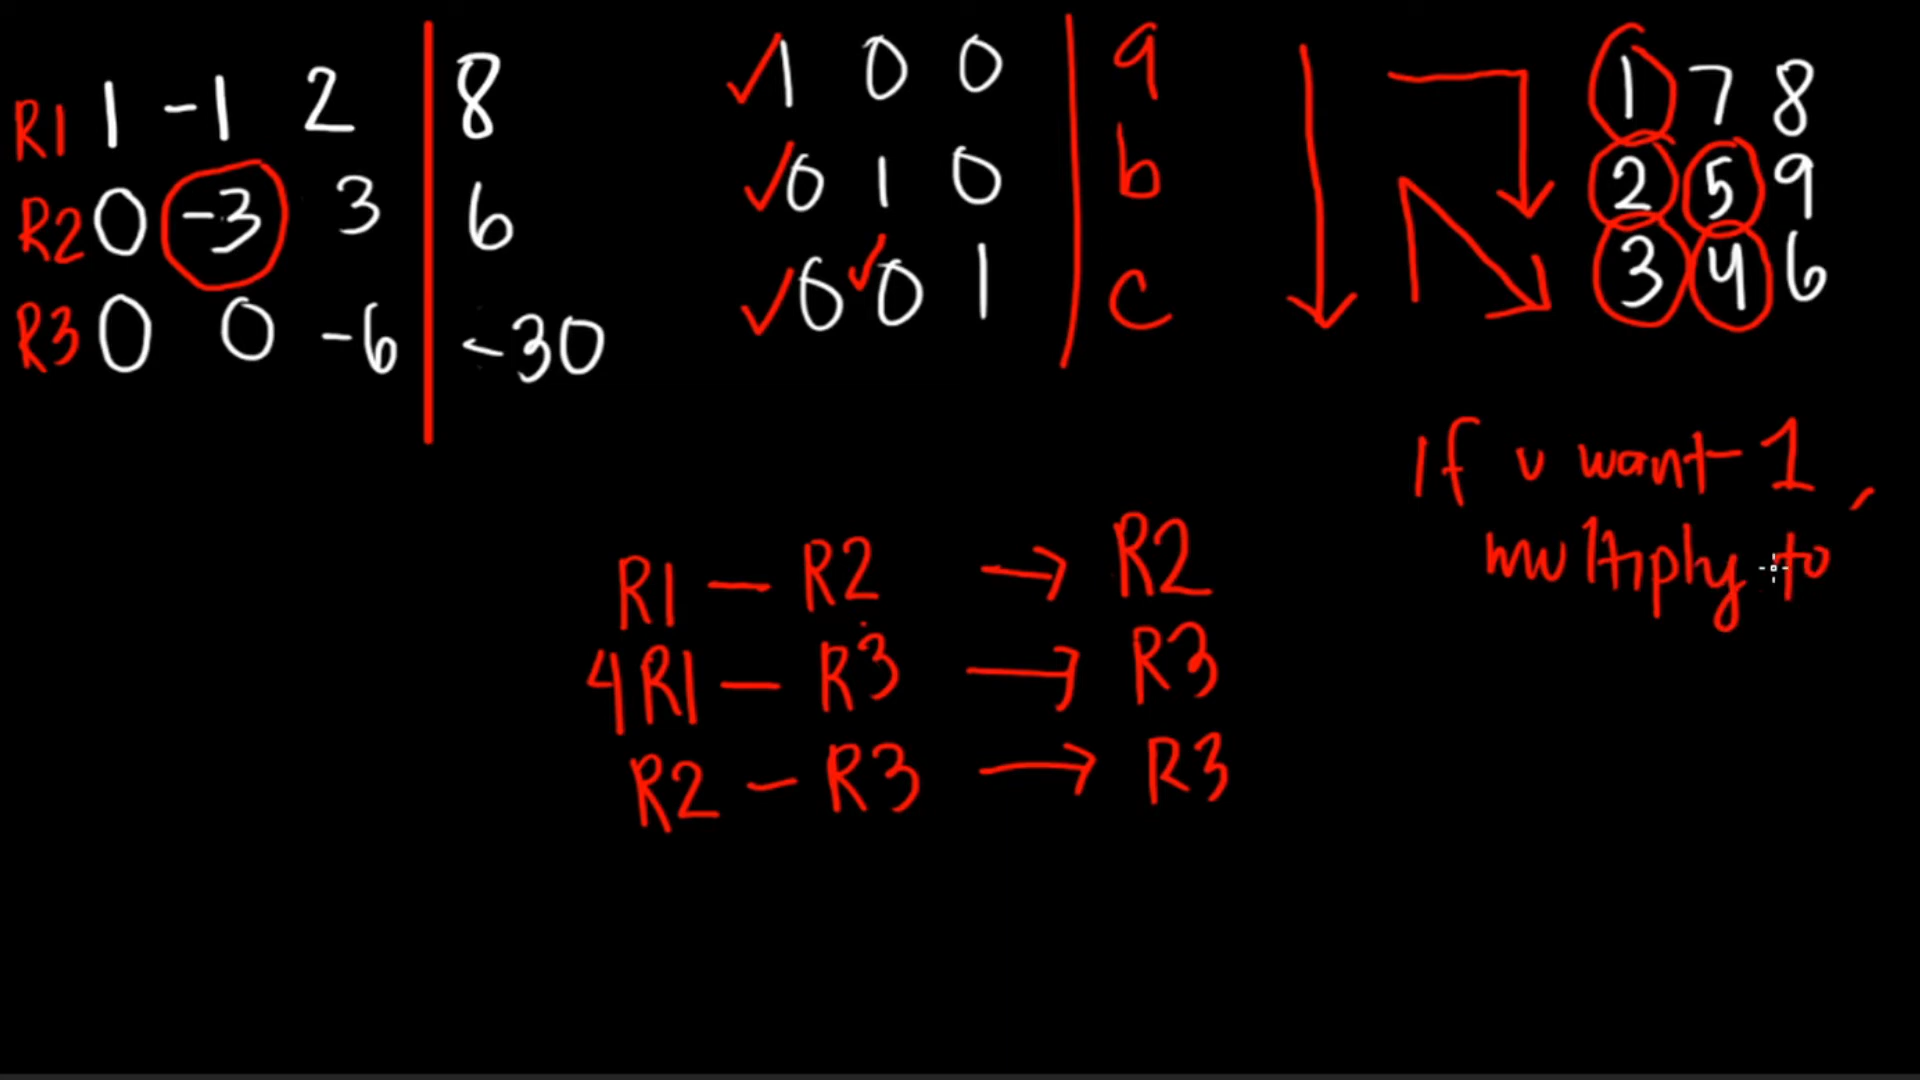 R1 1 -1 2 | 8
R2 0 -3 3 | 6
R3 0 0 -6 | -30
✓1 0 0 | a
✓0 1 0 | b
✓0 ✓0 1 | c
1 7 8
2 5 9
3 4 6
If u want 1,
multiply to
R1 — R2 → R2
4R1 — R3 → R3
R2 — R3 → R3